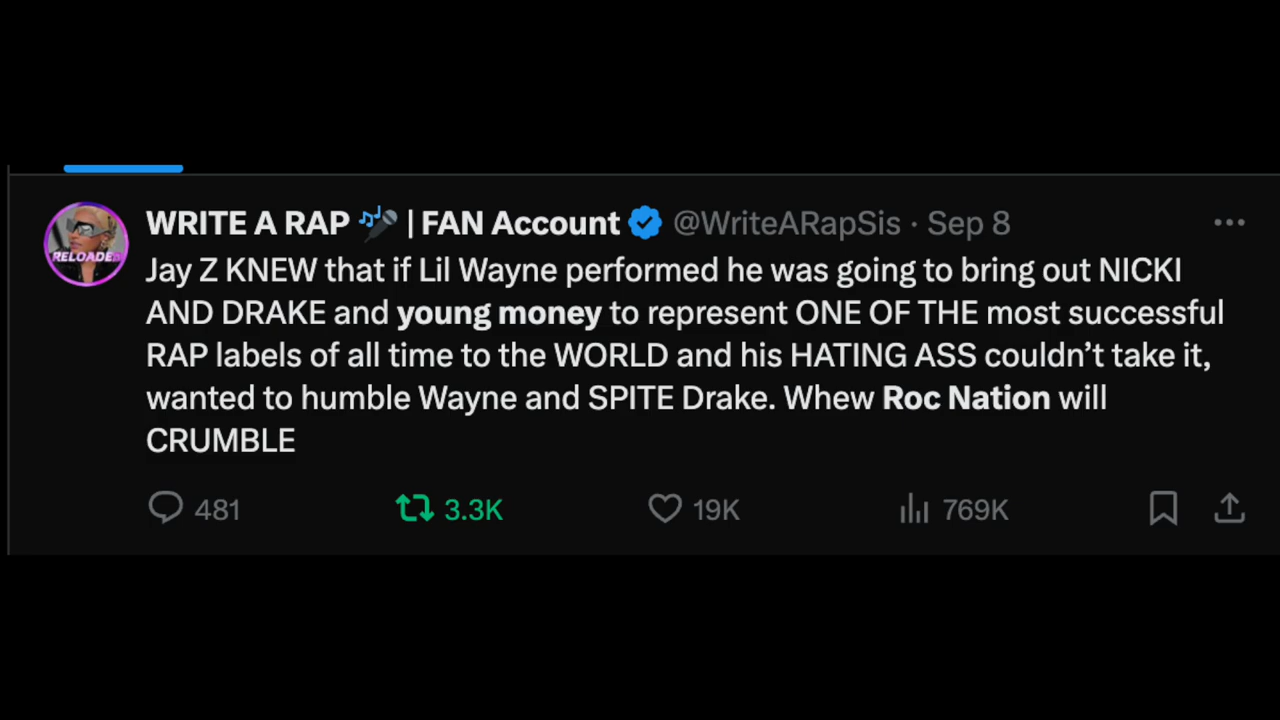 WRITE A RAP 🎶🎤 | FAN Account @WriteARapSis · Sep 8
RELOADE
Jay Z KNEW that if Lil Wayne performed he was going to bring out NICKI
AND DRAKE and young money to represent ONE OF THE most successful
RAP labels of all time to the WORLD and his HATING ASS couldn’t take it,
wanted to humble Wayne and SPITE Drake. Whew Roc Nation will
CRUMBLE
481 3.3K 19K 769K